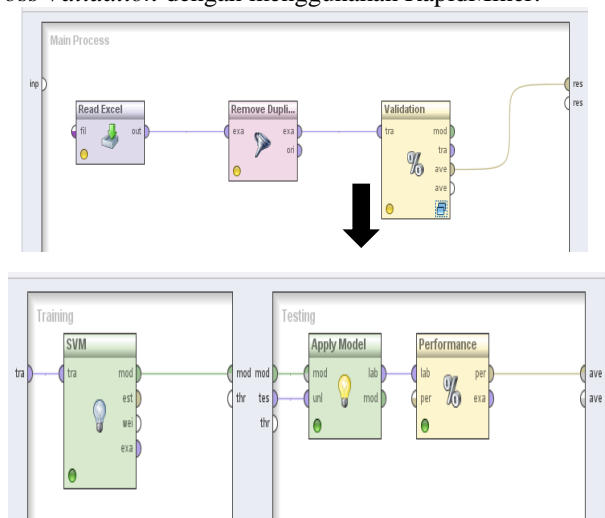 oss Validation dengan menggunakan RapidMiner.
Main Process
inp
res
res
Read Excel
fil out
Remove Dupli...
exa exa
ori
Validation
tra mod
tra
ave
ave
Training
tra
SVM
tra mod
est
wei
exa
mod
thr
Testing
mod
tes
thr
Apply Model
mod lab
unl mod
Performance
lab per
per exa
ave
ave